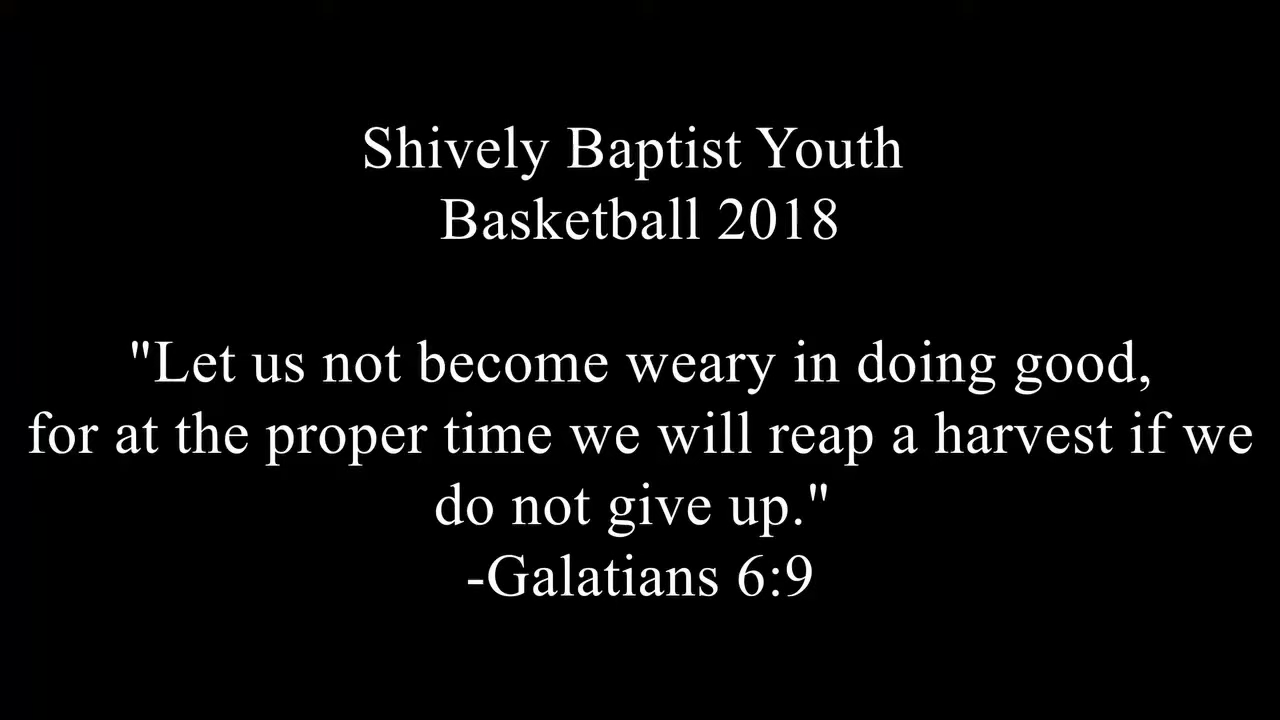 Shively Baptist Youth
Basketball 2018
"Let us not become weary in doing good,
for at the proper time we will reap a harvest if we
do not give up."
-Galatians 6:9